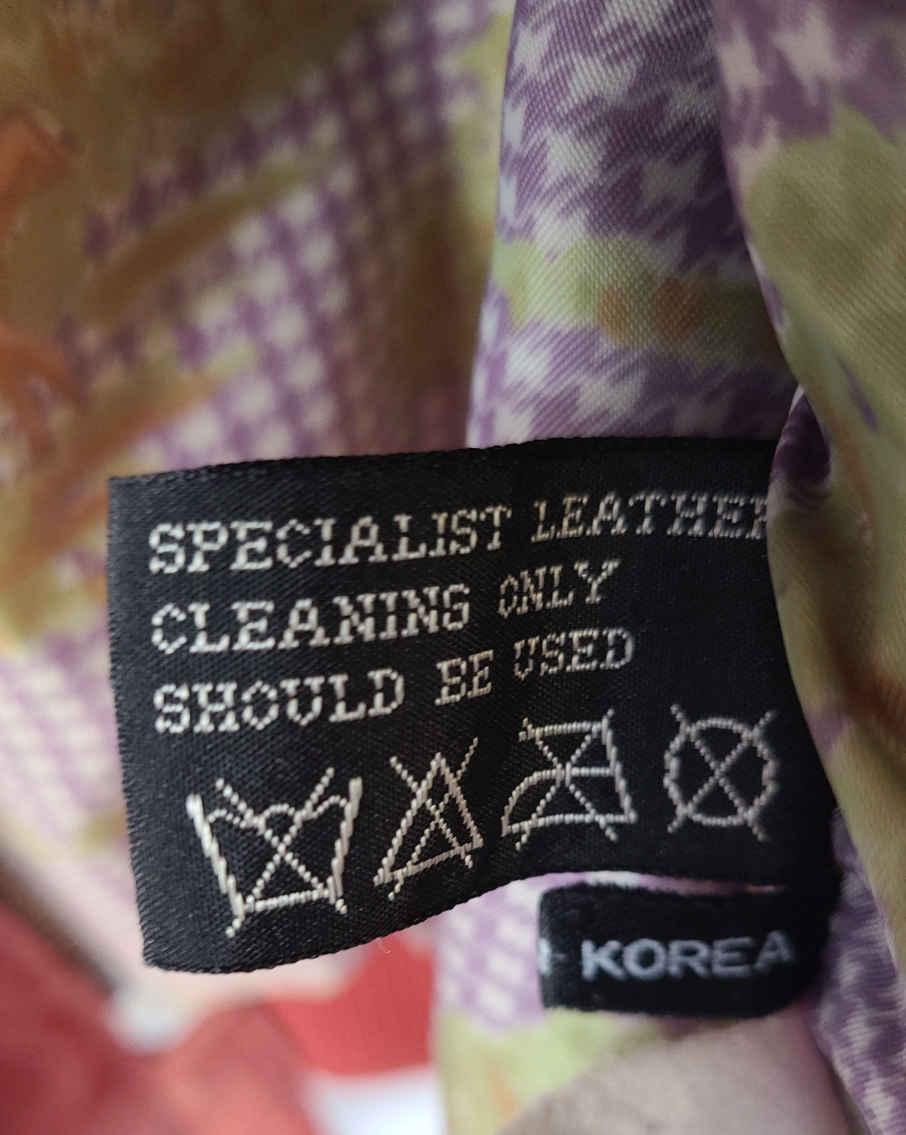 SPECIALIST LEATHER
CLEANING ONLY
SHOULD BE USED
KOREA